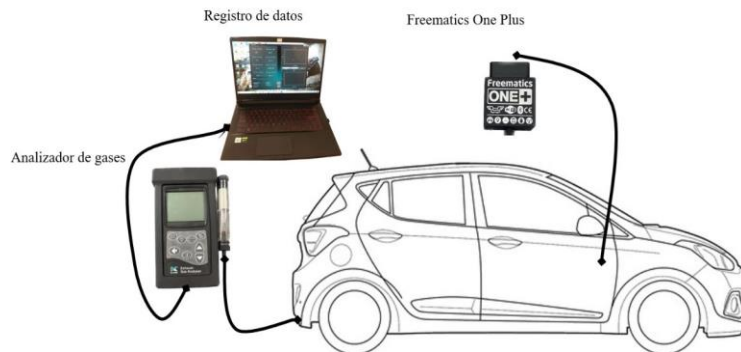 Registro de datos
Freematics One Plus
Freematics
ONE+
Analizador de gases